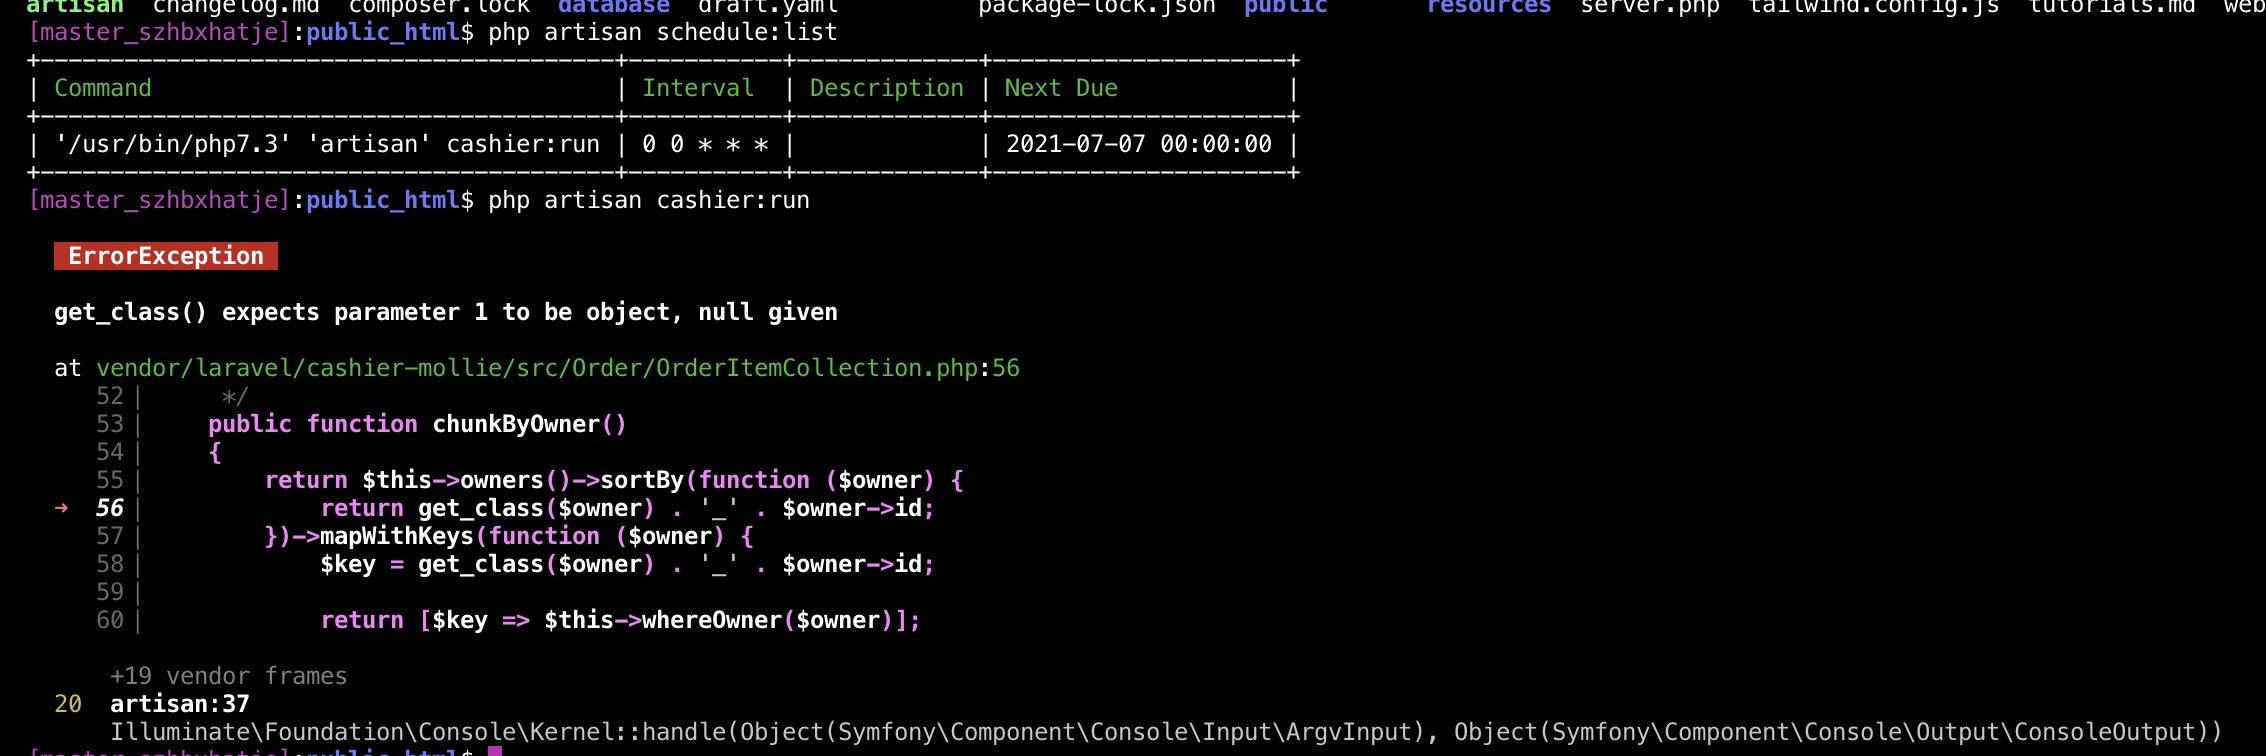 artisan  changelog.md  composer.lock  database  draft.yaml          package-lock.json  public       resources  server.php  tailwind.config.js  tutorials.md  web
[master_szhbxhatje]:public_html$ php artisan schedule:list
+-----------------------------------------+-----------+-------------+---------------------+
| Command                                 | Interval  | Description | Next Due            |
+-----------------------------------------+-----------+-------------+---------------------+
| '/usr/bin/php7.3' 'artisan' cashier:run | 0 0 * * * |             | 2021-07-07 00:00:00 |
+-----------------------------------------+-----------+-------------+---------------------+
[master_szhbxhatje]:public_html$ php artisan cashier:run
ErrorException
get_class() expects parameter 1 to be object, null given
at vendor/laravel/cashier-mollie/src/Order/OrderItemCollection.php:56
52|      */
53|     public function chunkByOwner()
54|     {
55|         return $this->owners()->sortBy(function ($owner) {
➜ 56|             return get_class($owner) . '_' . $owner->id;
57|         })->mapWithKeys(function ($owner) {
58|             $key = get_class($owner) . '_' . $owner->id;
59|
60|             return [$key => $this->whereOwner($owner)];
+19 vendor frames
20  artisan:37
Illuminate\Foundation\Console\Kernel::handle(Object(Symfony\Component\Console\Input\ArgvInput), Object(Symfony\Component\Console\Output\ConsoleOutput))
[master_szhbxhatje]:public_html$